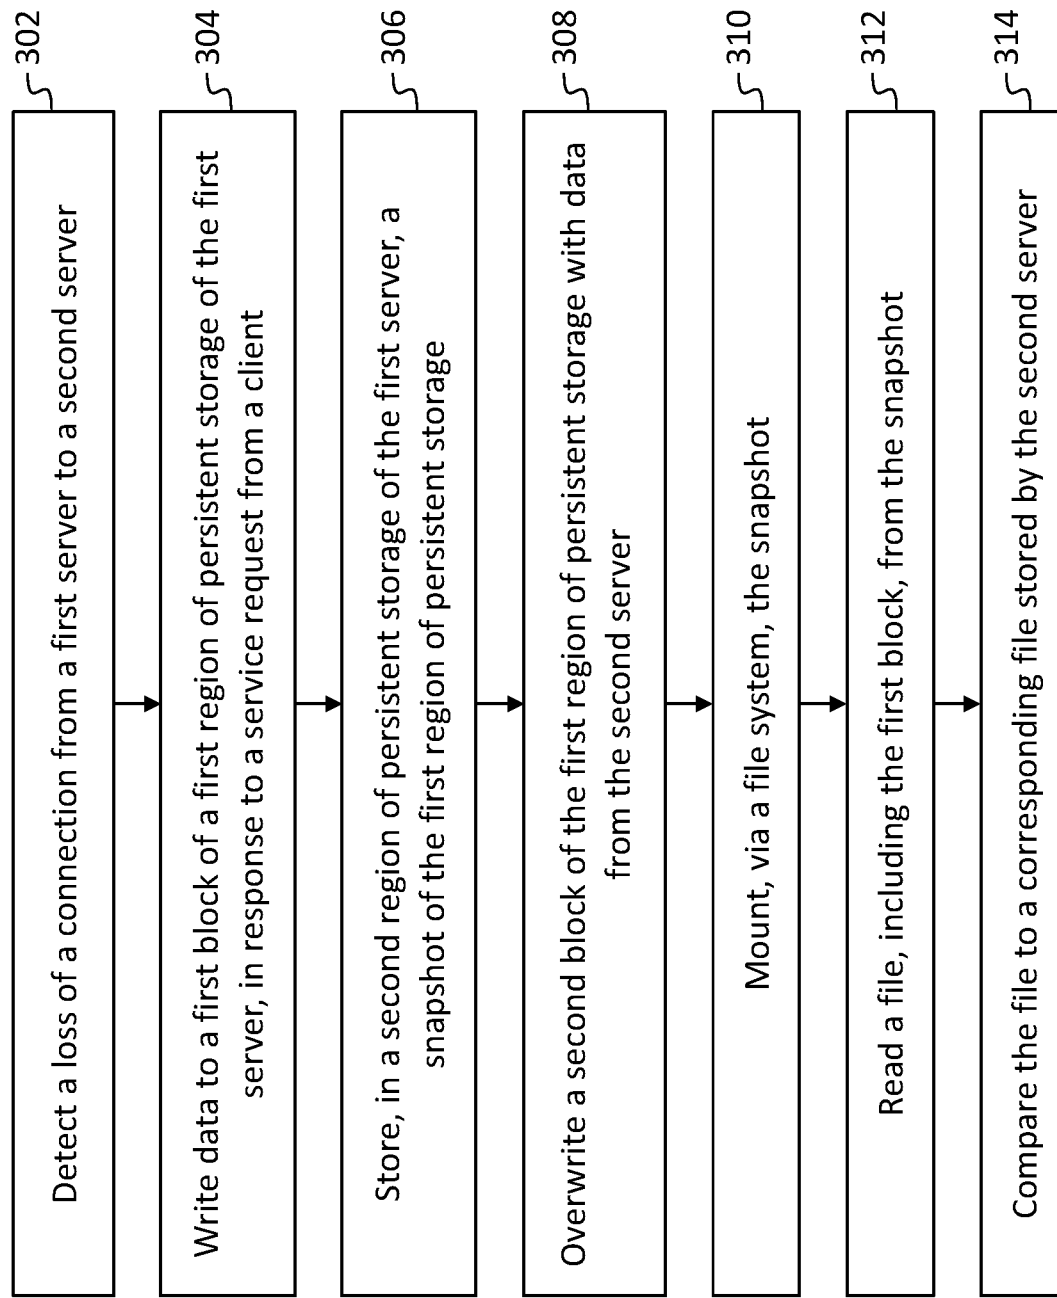 Detect a loss of a connection from a first server to a second server
302
Write data to a first block of a first region of persistent storage of the first
server, in response to a service request from a client
304
Store, in a second region of persistent storage of the first server, a
snapshot of the first region of persistent storage
306
Overwrite a second block of the first region of persistent storage with data
from the second server
308
Mount, via a file system, the snapshot
310
Read a file, including the first block, from the snapshot
312
Compare the file to a corresponding file stored by the second server
314